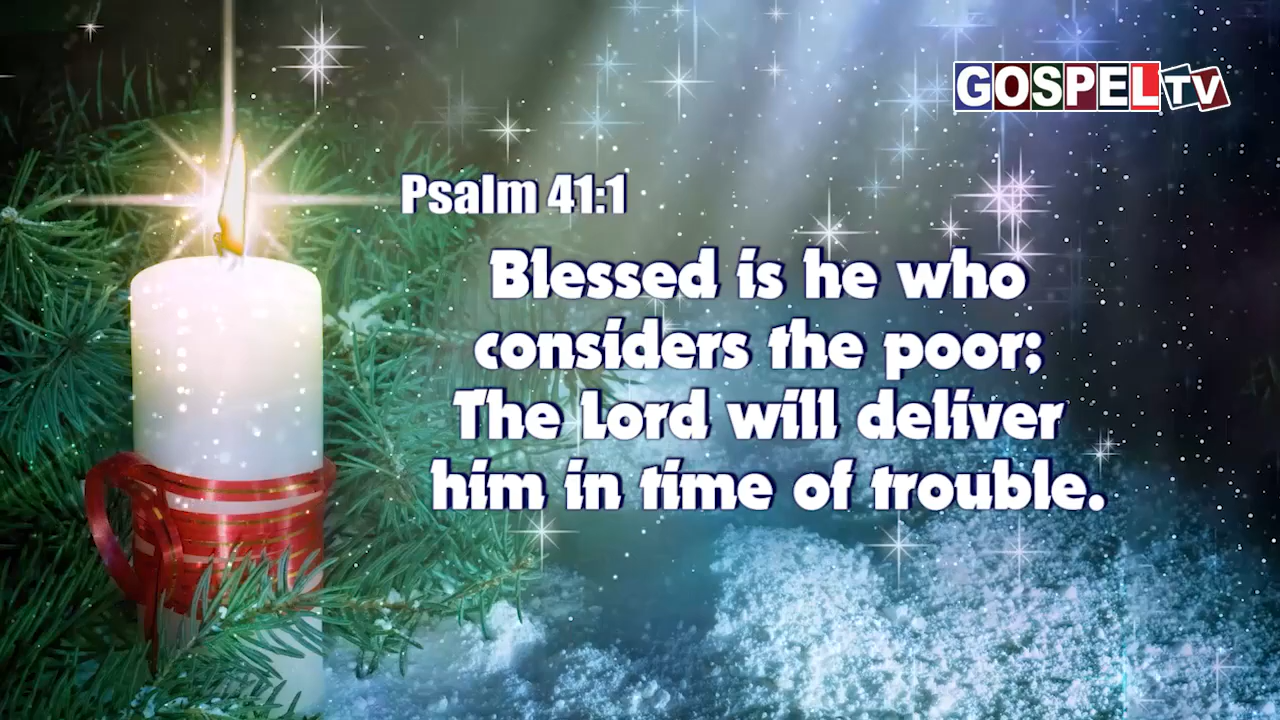 GOSPEL TV
Psalm 41:1
Blessed is he who
considers the poor;
The Lord will deliver
him in time of trouble.